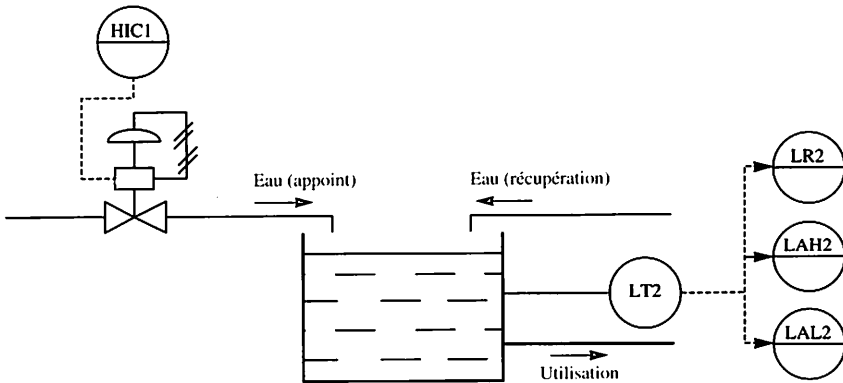 HIC1
Eau (appoint)
Eau (récupération)
LR2
LAH2
LT2
LAL2
Utilisation